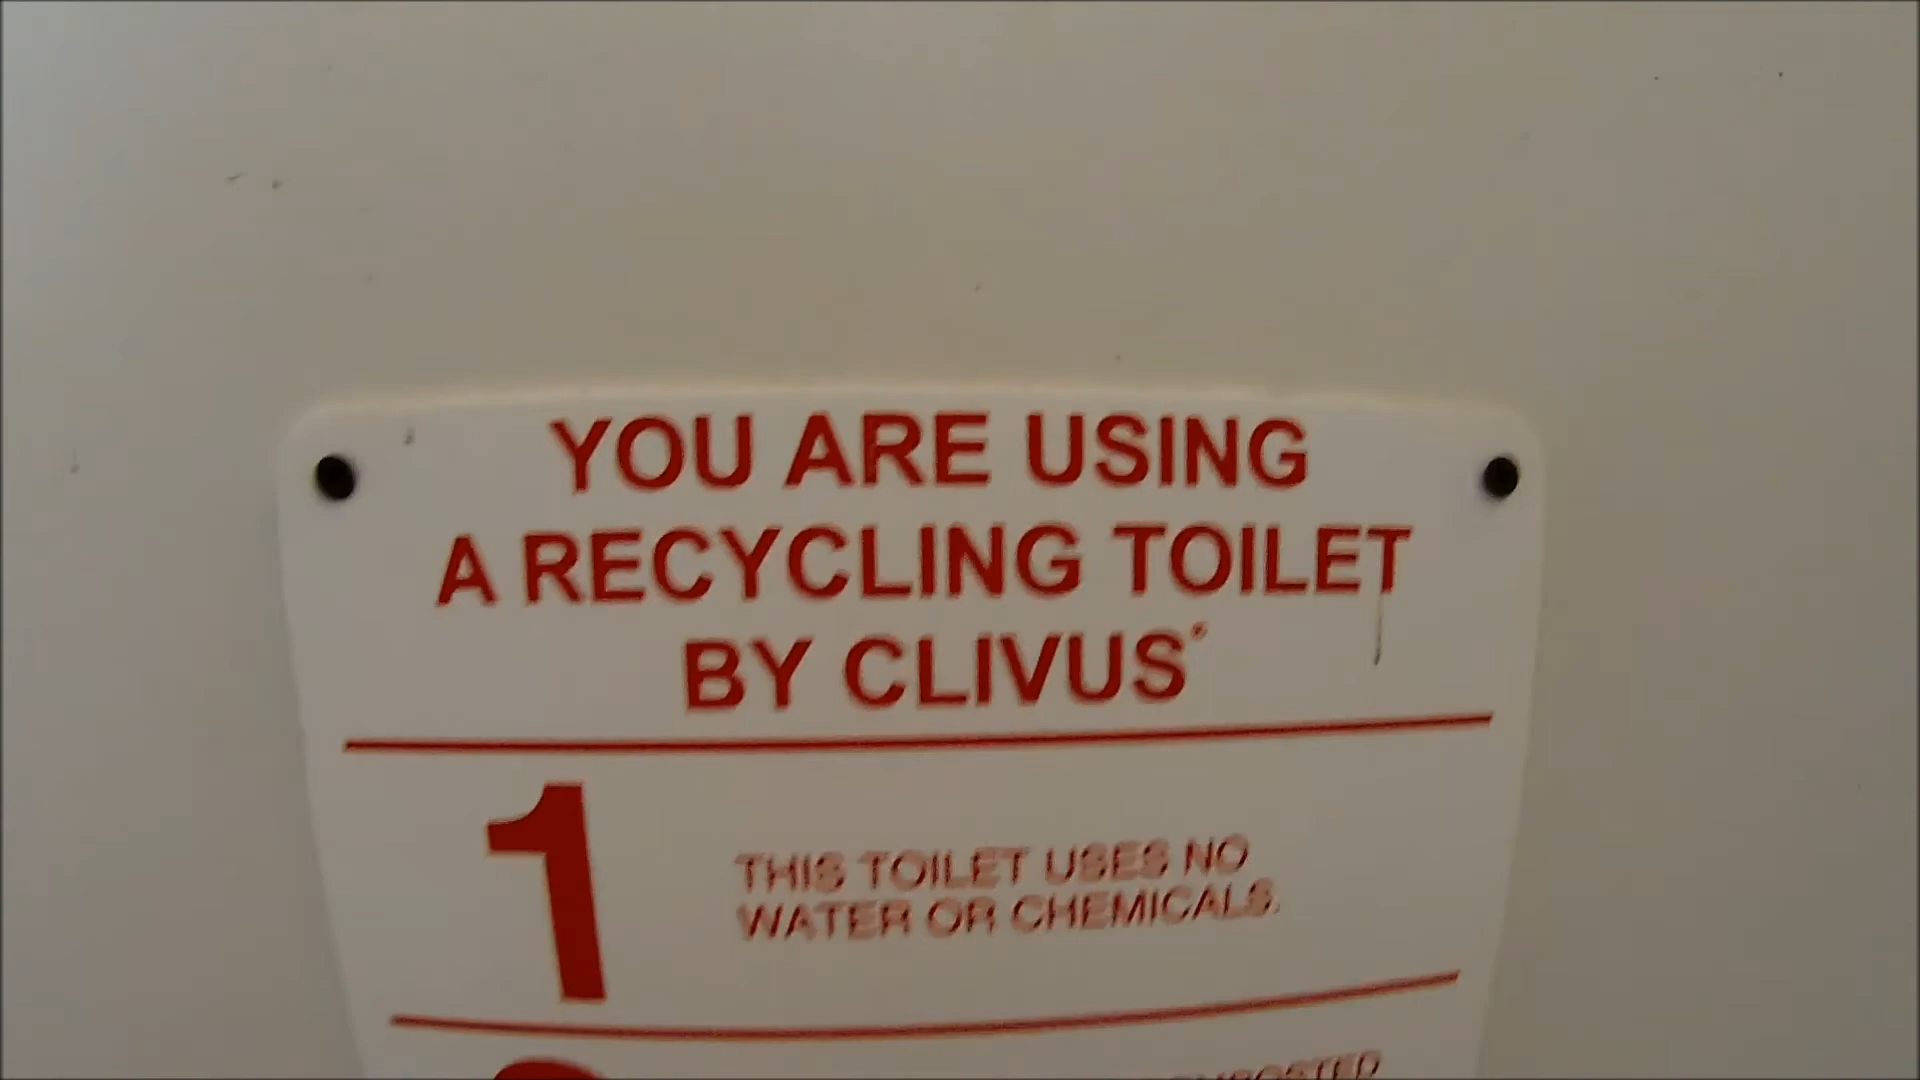 YOU ARE USING
A RECYCLING TOILET
BY CLIVUS®
1
THIS TOILET USES NO
WATER OR CHEMICALS.